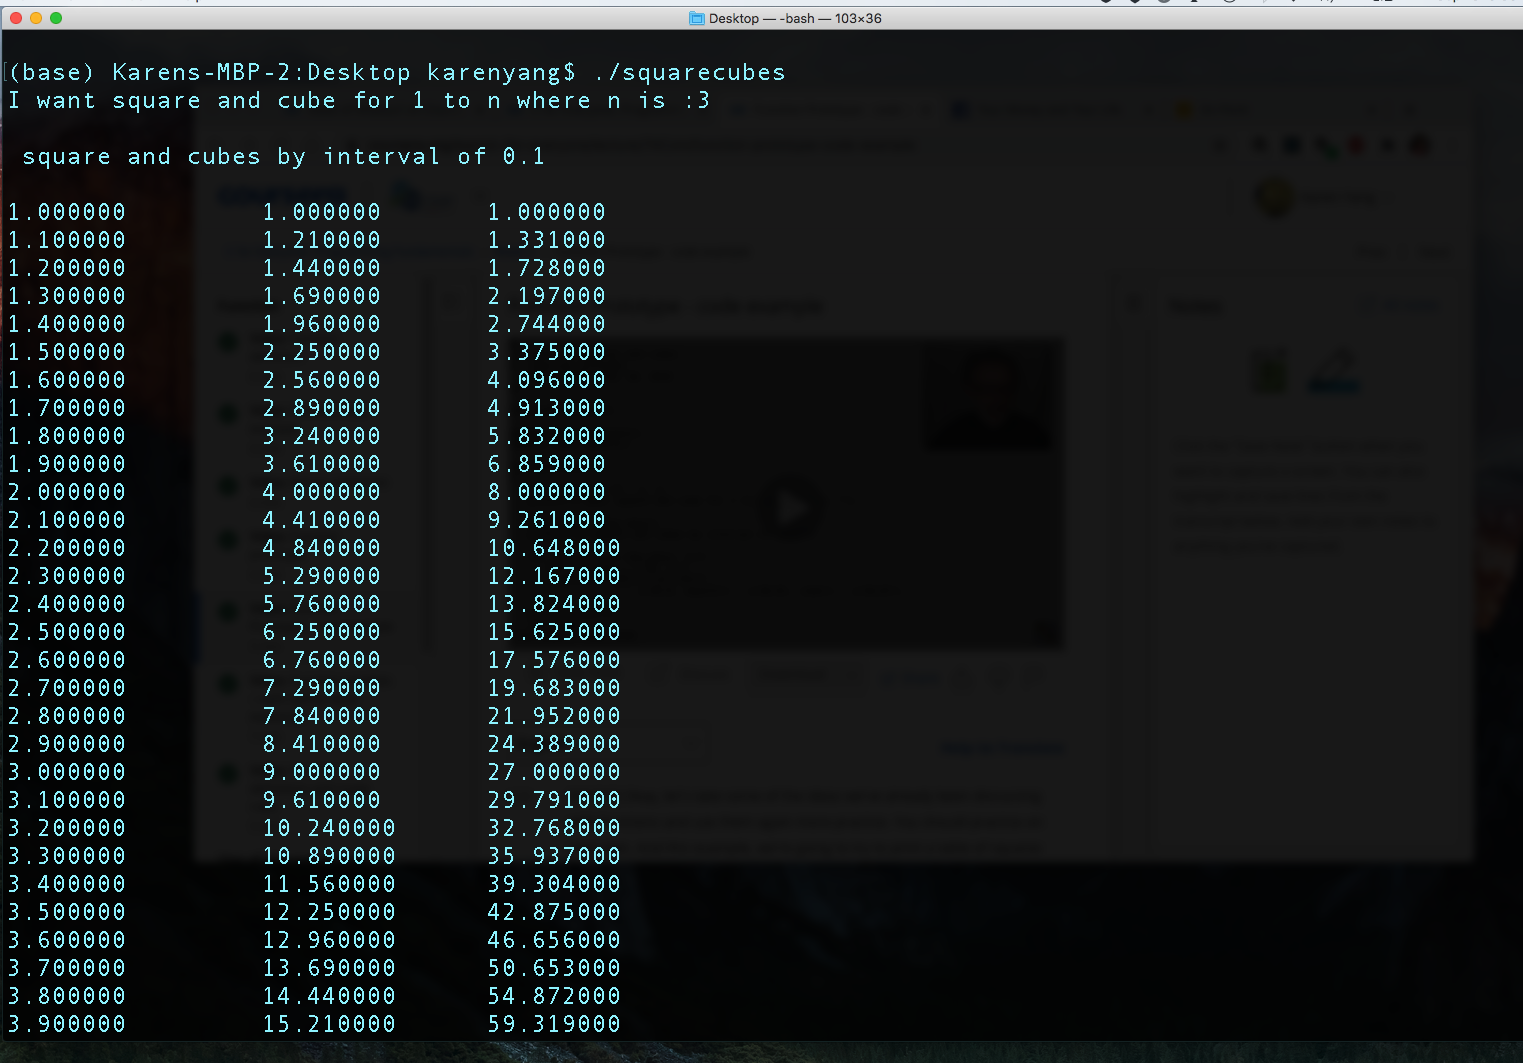 Desktop — -bash — 103×36
(base) Karens-MBP-2:Desktop karenyang$ ./squarecubes
I want square and cube for 1 to n where n is :3
square and cubes by interval of 0.1
1.000000 1.000000 1.000000
1.100000 1.210000 1.331000
1.200000 1.440000 1.728000
1.300000 1.690000 2.197000
1.400000 1.960000 2.744000
1.500000 2.250000 3.375000
1.600000 2.560000 4.096000
1.700000 2.890000 4.913000
1.800000 3.240000 5.832000
1.900000 3.610000 6.859000
2.000000 4.000000 8.000000
2.100000 4.410000 9.261000
2.200000 4.840000 10.648000
2.300000 5.290000 12.167000
2.400000 5.760000 13.824000
2.500000 6.250000 15.625000
2.600000 6.760000 17.576000
2.700000 7.290000 19.683000
2.800000 7.840000 21.952000
2.900000 8.410000 24.389000
3.000000 9.000000 27.000000
3.100000 9.610000 29.791000
3.200000 10.240000 32.768000
3.300000 10.890000 35.937000
3.400000 11.560000 39.304000
3.500000 12.250000 42.875000
3.600000 12.960000 46.656000
3.700000 13.690000 50.653000
3.800000 14.440000 54.872000
3.900000 15.210000 59.319000